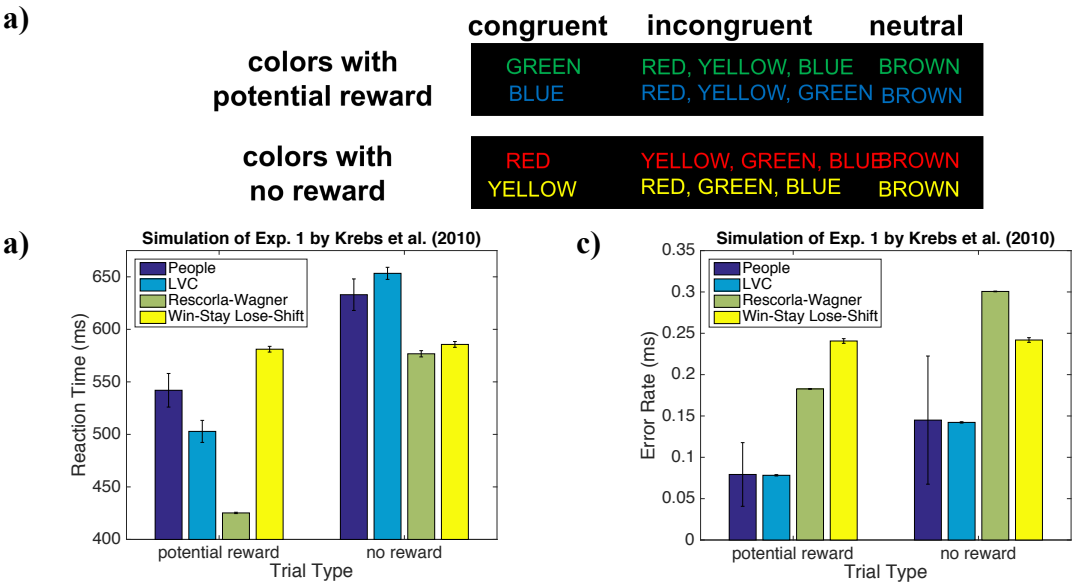 a)
congruent incongruent neutral
colors with
potential reward
GREEN RED, YELLOW, BLUE BROWN
BLUE RED, YELLOW, GREEN BROWN
colors with
no reward
RED YELLOW, GREEN, BLUE BROWN
YELLOW RED, GREEN, BLUE BROWN
a)
Simulation of Exp. 1 by Krebs et al. (2010)
People
LVC
Rescorla-Wagner
Win-Stay Lose-Shift
Reaction Time (ms)
650
600
550
500
450
400
potential reward no reward
Trial Type
c)
Simulation of Exp. 1 by Krebs et al. (2010)
People
LVC
Rescorla-Wagner
Win-Stay Lose-Shift
Error Rate (ms)
0.35
0.3
0.25
0.2
0.15
0.1
0.05
0
potential reward no reward
Trial Type